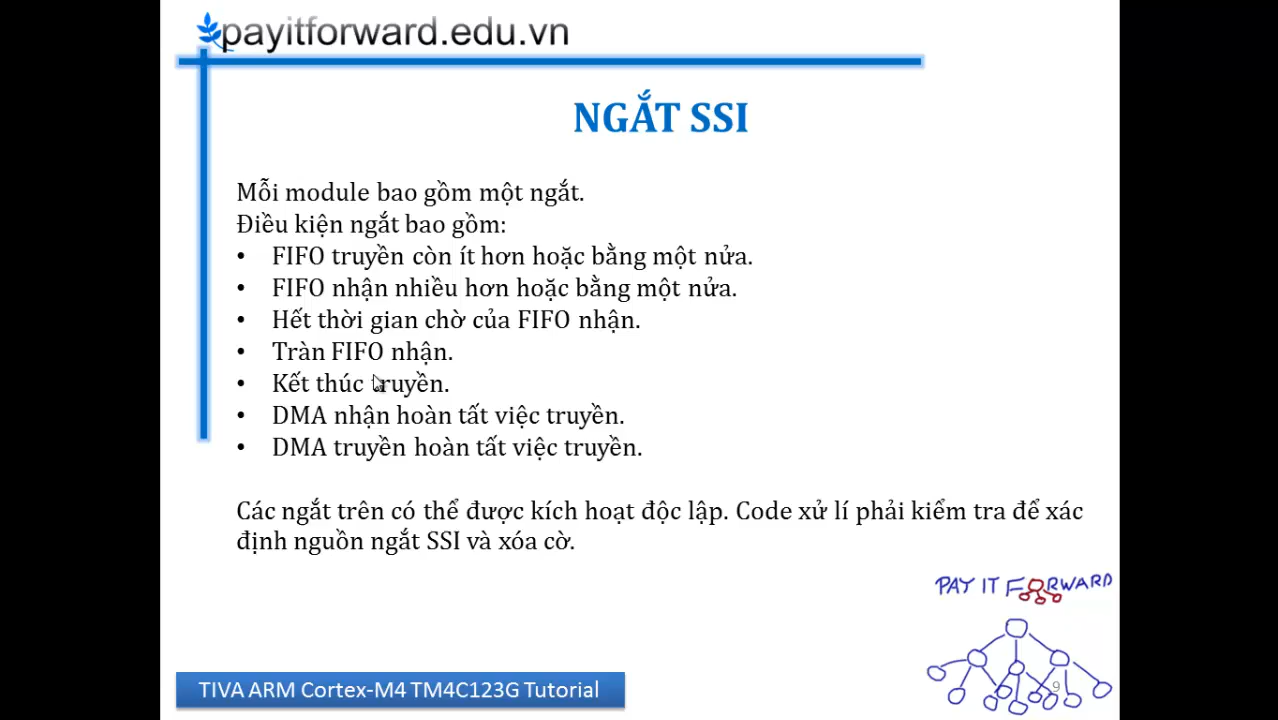 payitforward.edu.vn
NGẮT SSI
Mỗi module bao gồm một ngắt.
Điều kiện ngắt bao gồm:
• FIFO truyền còn ít hơn hoặc bằng một nửa.
• FIFO nhận nhiều hơn hoặc bằng một nửa.
• Hết thời gian chờ của FIFO nhận.
• Tràn FIFO nhận.
• Kết thúc truyền.
• DMA nhận hoàn tất việc truyền.
• DMA truyền hoàn tất việc truyền.
Các ngắt trên có thể được kích hoạt độc lập. Code xử lí phải kiểm tra để xác
định nguồn ngắt SSI và xóa cờ.
PAY IT FORWARD
9
TIVA ARM Cortex-M4 TM4C123G Tutorial